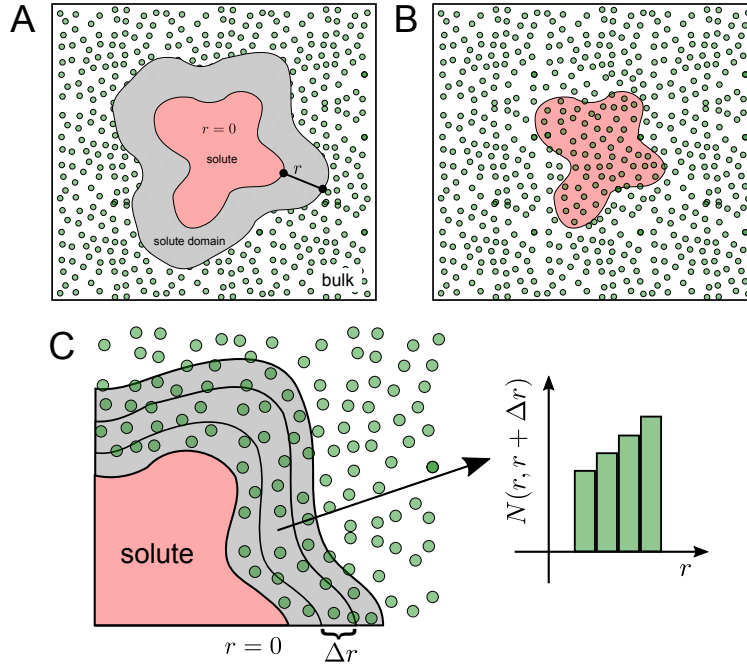 A
B
r = 0
solute
r
solute domain
bulk
C
N(r, r + Δr)
solute
r
r = 0
Δr